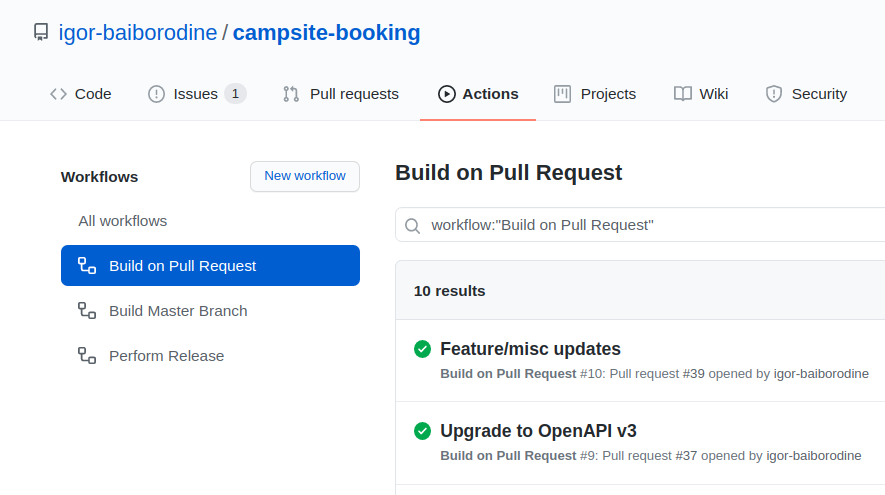 igor-baiborodine / campsite-booking
Code Issues 1 Pull requests Actions Projects Wiki Security
Workflows
New workflow
All workflows
Build on Pull Request
Build Master Branch
Perform Release
Build on Pull Request
workflow:"Build on Pull Request"
10 results
Feature/misc updates
Build on Pull Request #10: Pull request #39 opened by igor-baiborodine
Upgrade to OpenAPI v3
Build on Pull Request #9: Pull request #37 opened by igor-baiborodine